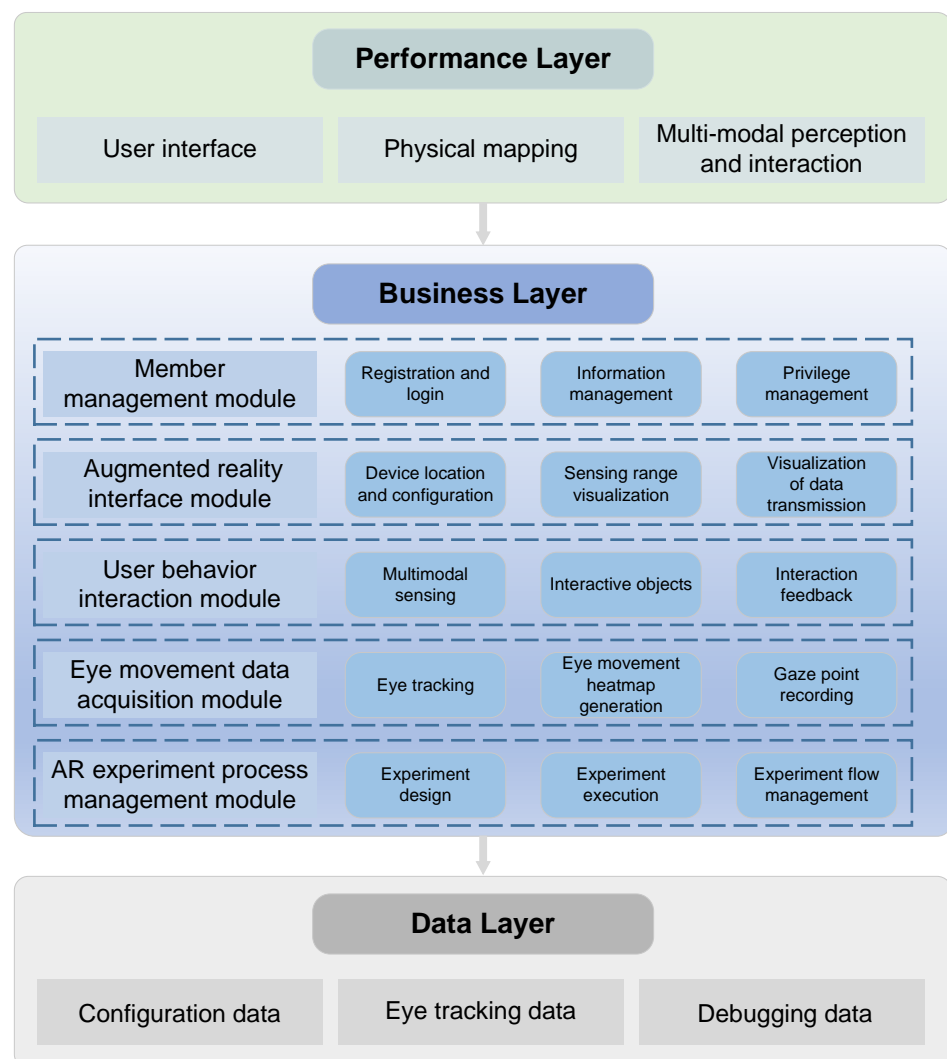 Performance Layer
User interface
Physical mapping
Multi-modal perception
and interaction
Business Layer
Member
management module
Registration and
login
Information
management
Privilege
management
Augmented reality
interface module
Device location
and configuration
Sensing range
visualization
Visualization
of data
transmission
User behavior
interaction module
Multimodal
sensing
Interactive objects
Interaction
feedback
Eye movement data
acquisition module
Eye tracking
Eye movement
heatmap
generation
Gaze point
recording
AR experiment process
management module
Experiment
design
Experiment
execution
Experiment flow
management
Data Layer
Configuration data
Eye tracking data
Debugging data